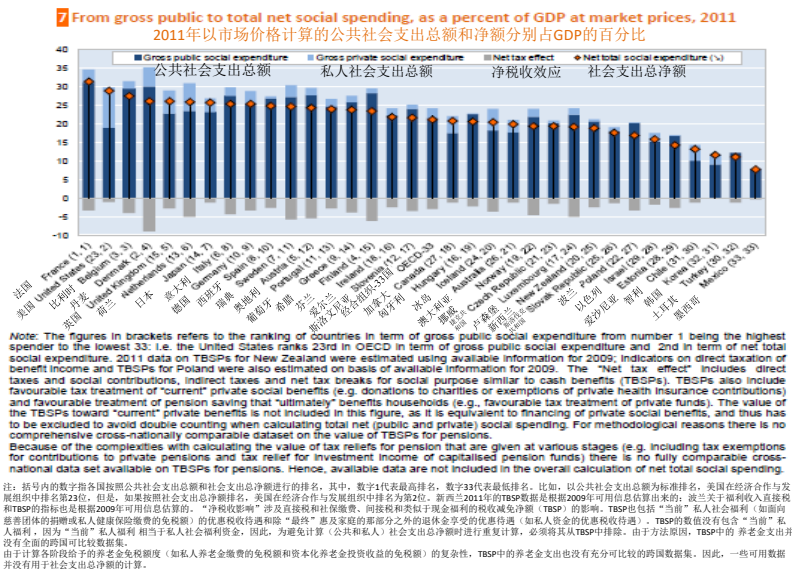 7 From gross public to total net social spending, as a percent of GDP at market prices, 2011
2011年以市场价格计算的公共社会支出总额和净额分别占GDP的百分比
Gross public social expenditure Gross private social expenditure Net tax effect Net total social expenditure (↘)
公共社会支出总额 私人社会支出总额 净税收效应 社会支出总净额
40
35
30
25
20
15
10
5
0
-5
-10
France (1, 1)
United States (23, 2)
Belgium (3, 3)
Denmark (2, 4)
United Kingdom (15, 5)
Netherlands (13, 6)
Japan (14, 7)
Italy (6, 8)
Germany (10, 9)
Spain (8, 10)
Sweden (7, 11)
Austria (5, 12)
Portugal (11, 13)
Greece (9, 14)
Finland (4, 15)
Ireland (16, 16)
Slovenia (12, 17)
OECD-33
Canada (27, 18)
Hungary (16, 19)
Iceland (24, 20)
Australia (26, 21)
Norway (19, 22)
Czech Republic (21, 23)
Luxembourg (17, 24)
New Zealand (20, 25)
Slovak Republic (25, 26)
Poland (22, 27)
Israel (28, 28)
Estonia (28, 29)
Chile (31, 30)
Korea (32, 31)
Turkey (30, 32)
Mexico (33, 33)
法国
美国
比利时
丹麦
英国
荷兰
日本
意大利
德国
西班牙
瑞典
奥地利
葡萄牙
希腊
芬兰
爱尔兰
斯洛文尼亚
经合组织-33国
加拿大
匈牙利
冰岛
澳大利亚
挪威
卢森堡
新西兰
波兰
以色列
爱沙尼亚
智利
韩国
土耳其
墨西哥
Note: The figures in brackets refers to the ranking of countries in term of gross public social expenditure from number 1 being the highest
spender to the lowest 33: i.e. the United States ranks 23rd in OECD in term of gross public social expenditure and 2nd in term of net total
social expenditure. 2011 data on TBSPs for New Zealand were estimated using available information for 2009; indicators on direct taxation of
benefit income and TBSPs for Poland were also estimated on basis of available information for 2009. The "Net tax effect" includes direct
taxes and social contributions, indirect taxes and net tax breaks for social purpose similar to cash benefits (TBSPs). TBSPs also include
favourable tax treatment of "current" private social benefits (e.g. donations to charities or exemptions of private health insurance contributions)
and favourable treatment of pension saving that "ultimately" benefits households (e.g., favourable tax treatment of private funds). The value of
the TBSPs toward "current" private benefits is not included in this figure, as it is equivalent to financing of private social benefits, and thus has
to be excluded to avoid double counting when calculating total net (public and private) social spending. For methodological reasons there is no
comprehensive cross-nationally comparable dataset on the value of TBSPs for pensions.
Because of the complexities with calculating the value of tax reliefs for pension that are given at various stages (e.g. including tax exemptions
for contributions to private pensions and tax relief for investment income of capitalised pension funds) there is no fully comparable cross-
national data set available on TBSPs for pensions. Hence, available data are not included in the overall calculation of net total social spending.
注：括号内的数字指各国按照公共社会支出总额和社会支出总净额进行的排名，其中，数字1代表最高排名，数字33代表最低排名。比如，以公共社会支出总额为标准排名，美国在经济合作与发
展组织中排名第23位，但是，如果按照社会支出总净额排名，美国在经济合作与发展组织中排名为第2位。新西兰2011年的TBSP数据是根据2009年可用信息估算出来的；波兰关于福利收入直接税
和TBSP的指标也是根据2009年可用信息估算的。“净税收影响”涉及直接税和社保缴费、间接税和类似于现金福利的税收减免净额（TBSP）的影响。TBSP也包括“当前”私人社会福利（如面向
慈善团体的捐赠或私人健康保险缴费的免税额）的优惠税收待遇和除“最终”惠及家庭的那部分之外的退休金享受的优惠待遇（如私人资金的优惠税收待遇）。TBSP的数值没有包含“当前”私
人福利，因为“当前”私人福利 相当于私人社会福利资金，因此，为避免计算（公共和私人）社会支出总净额时进行重复计算，必须将其从TBSP中排除。由于方法原因，TBSP中的 养老金支出并
没有全面的跨国可比较数据集。
由于计算各阶段给予的养老金免税额度（如私人养老金缴费的免税额和资本化养老金投资收益的免税额）的复杂性，TBSP中的养老金支出也没有充分可比较的跨国数据集。因此，一些可用数据
并没有用于社会总净额的计算。